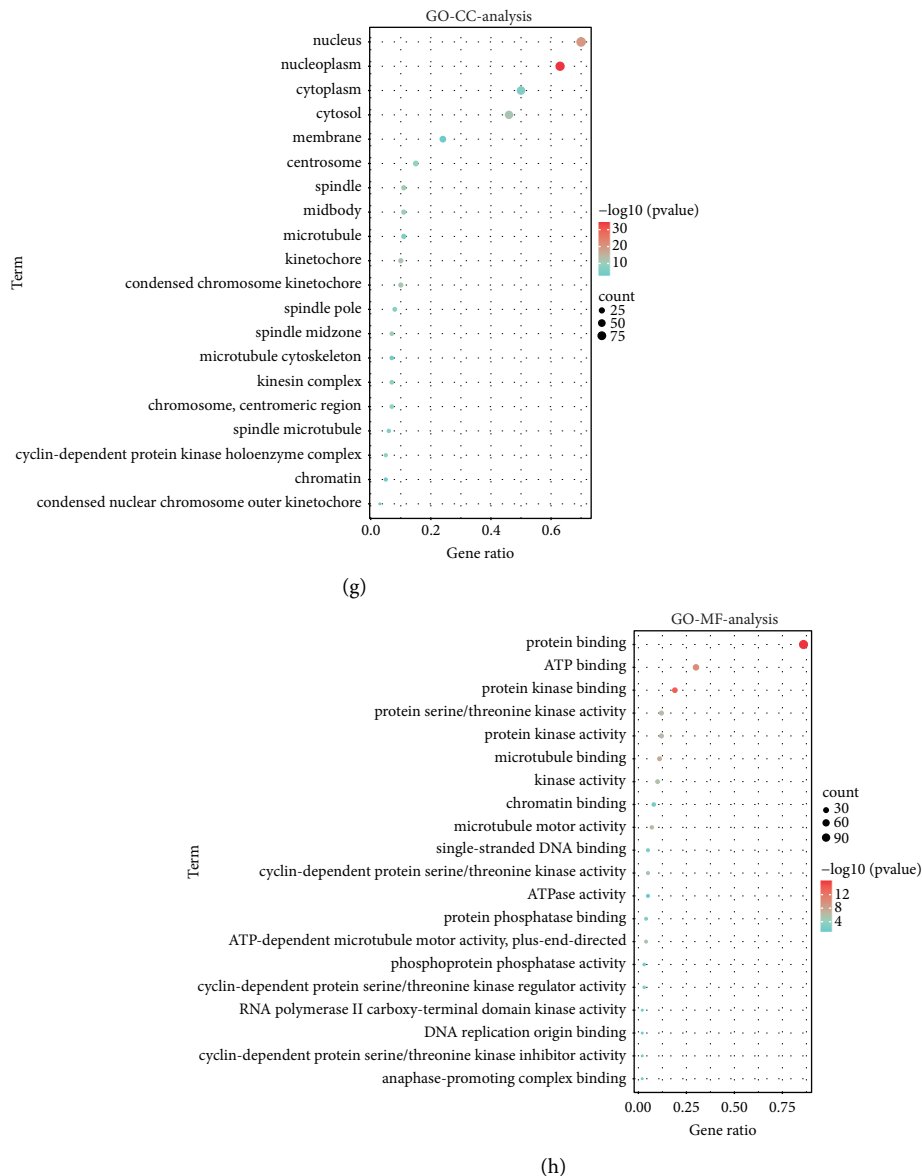 GO-CC-analysis
nucleus
nucleoplasm
cytoplasm
cytosol
membrane
centrosome
spindle
midbody
microtubule
kinetochore
condensed chromosome kinetochore
spindle pole
spindle midzone
microtubule cytoskeleton
kinesin complex
chromosome, centromeric region
spindle microtubule
cyclin-dependent protein kinase holoenzyme complex
chromatin
condensed nuclear chromosome outer kinetochore
Term
0.0 0.2 0.4 0.6
Gene ratio
−log10 (pvalue)
30
20
10
count
25
50
75
(g)
GO-MF-analysis
protein binding
ATP binding
protein kinase binding
protein serine/threonine kinase activity
protein kinase activity
microtubule binding
kinase activity
chromatin binding
microtubule motor activity
single-stranded DNA binding
cyclin-dependent protein serine/threonine kinase activity
ATPase activity
protein phosphatase binding
ATP-dependent microtubule motor activity, plus-end-directed
phosphoprotein phosphatase activity
cyclin-dependent protein serine/threonine kinase regulator activity
RNA polymerase II carboxy-terminal domain kinase activity
DNA replication origin binding
cyclin-dependent protein serine/threonine kinase inhibitor activity
anaphase-promoting complex binding
Term
0.00 0.25 0.50 0.75
Gene ratio
count
30
60
90
−log10 (pvalue)
12
8
4
(h)